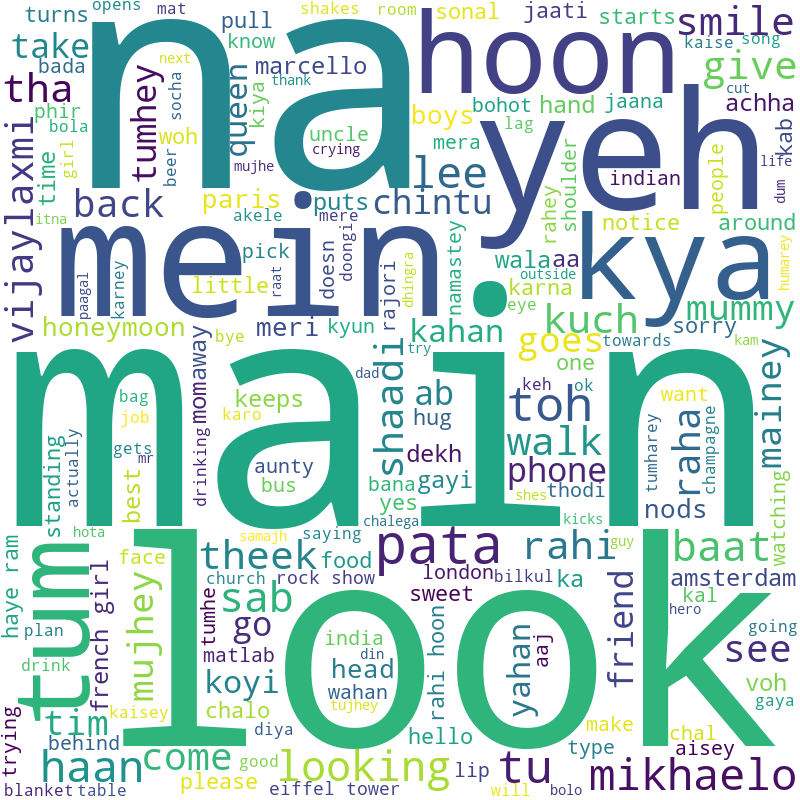 turns opens mat pull shakes room sonal jaati starts smile
take bada next know kaise song
na hoon give
socha marcello
tha tumhey queen kiya thank boys bohot hand jaana achha cut
phir bola woh beer uncle crying mera lag kab
vijaylaxmi time girl mujhe lee yeh indian people life dum
itna back paris akele puts mere chintu rahey shoulder notice around
mein pick doesn doongi namastey wala aa kya
paagal karney little raat rajori dhingra outside karna eye mummy humarey
honeymoon meri kyun kahan kuch sorry
bye try goes towards kam
main momaway dad shaadi keh ok one want mainey
bag keeps ab toh
job karo hug walk tumharey champagne raha
gets aunty dekh phone
standing actually best mr drinking bus bana gayi yes shes thodi nods watching
hota samajh saying chalega kicks guy
haye ram tum face theek food pata rahi baat
french girl church rock show london bilkul ka amsterdam
mujhey tumhe sab sweet friend kal hero
plan go india rahi hoon yahan aaj look see going
drink matlab din head
koyi wahan tujhey voh gaya
tim kaisey chalo diya hello make chal
trying behind come good looking lip type aisey
haan please tu mikhaelo
blanket table eiffel tower will bolo